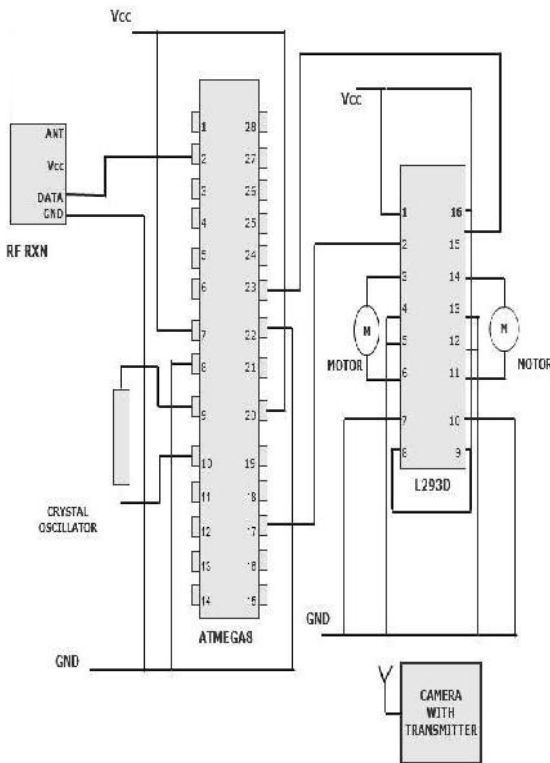 Vcc
ANT
Vcc
DATA
GND
RF RXN
1 28
2 27
3 26
4 25
5 24
6 23
7 22
8 21
9 20
10 19
11 18
12 17
13 16
14 15
ATMEGA8
CRYSTAL
OSCILLATOR
GND
Vcc
1 16
2 15
3 14
4 13
5 12
6 11
7 10
8 9
L293D
M
MOTOR
M
MOTOR
GND
CAMERA
WITH
TRANSMITTER